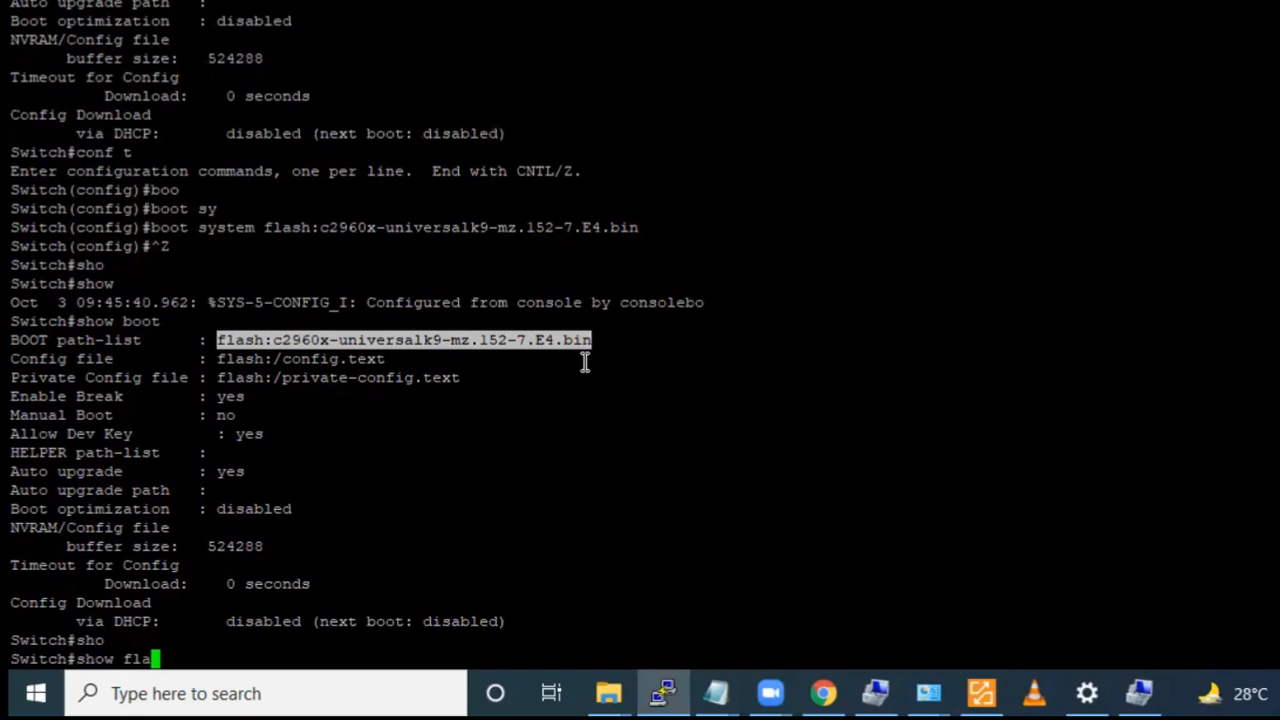 Auto upgrade path    :
Boot optimization    : disabled
NVRAM/Config file
      buffer size:   524288
Timeout for Config
          Download:    0 seconds
Config Download
       via DHCP:       disabled (next boot: disabled)
Switch#conf t
Enter configuration commands, one per line.  End with CNTL/Z.
Switch(config)#boo
Switch(config)#boot sy
Switch(config)#boot system flash:c2960x-universalk9-mz.152-7.E4.bin
Switch(config)#^Z
Switch#sho
Switch#show
Oct  3 09:45:40.962: %SYS-5-CONFIG_I: Configured from console by consolebo
Switch#show boot
BOOT path-list       : flash:c2960x-universalk9-mz.152-7.E4.bin
Config file          : flash:/config.text
Private Config file : flash:/private-config.text
Enable Break         : yes
Manual Boot          : no
Allow Dev Key          : yes
HELPER path-list     :
Auto upgrade         : yes
Auto upgrade path    :
Boot optimization    : disabled
NVRAM/Config file
      buffer size:   524288
Timeout for Config
          Download:    0 seconds
Config Download
       via DHCP:       disabled (next boot: disabled)
Switch#sho
Switch#show fla
Type here to search
28°C